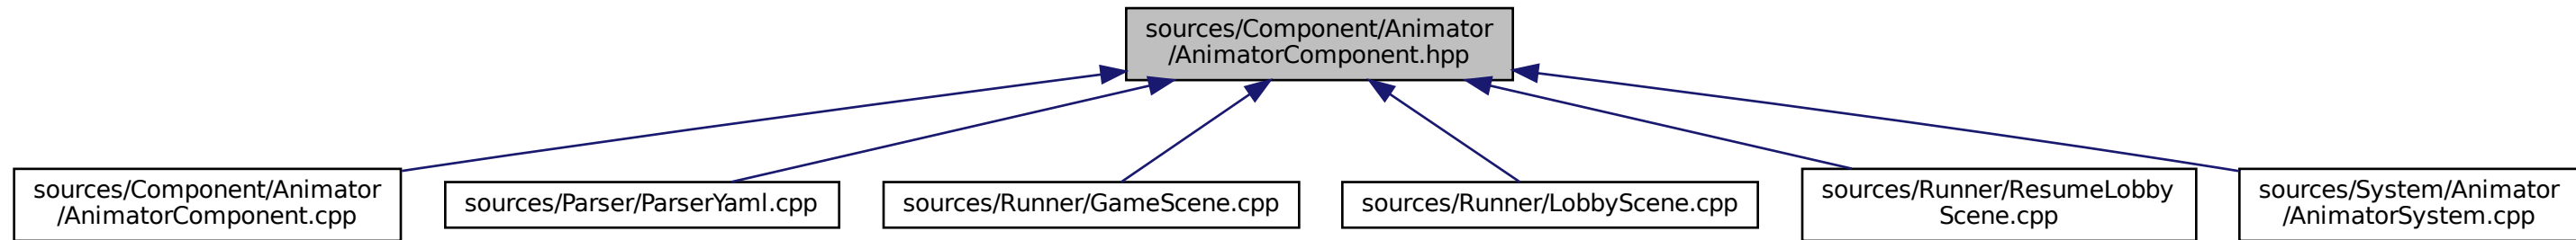 sources/Component/Animator
/AnimatorComponent.hpp
sources/Component/Animator
/AnimatorComponent.cpp
sources/Parser/ParserYaml.cpp
sources/Runner/GameScene.cpp
sources/Runner/LobbyScene.cpp
sources/Runner/ResumeLobby
Scene.cpp
sources/System/Animator
/AnimatorSystem.cpp